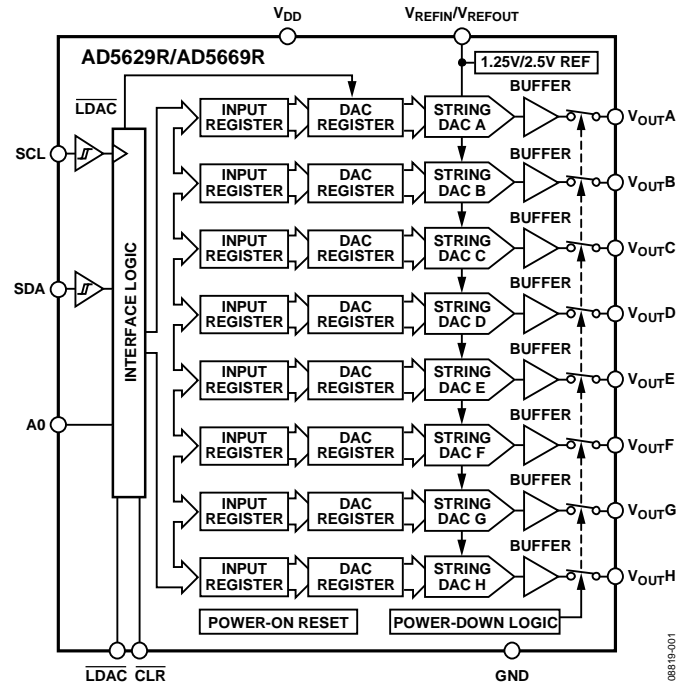 VDD
VREFIN/VREFOUT
AD5629R/AD5669R
1.25V/2.5V REF
LDAC
BUFFER
INPUT REGISTER
DAC REGISTER
STRING DAC A
VOUTA
SCL
BUFFER
INPUT REGISTER
DAC REGISTER
STRING DAC B
VOUTB
BUFFER
INPUT REGISTER
DAC REGISTER
STRING DAC C
VOUTC
SDA
INTERFACE LOGIC
BUFFER
INPUT REGISTER
DAC REGISTER
STRING DAC D
VOUTD
BUFFER
INPUT REGISTER
DAC REGISTER
STRING DAC E
VOUTE
A0
BUFFER
INPUT REGISTER
DAC REGISTER
STRING DAC F
VOUTF
BUFFER
INPUT REGISTER
DAC REGISTER
STRING DAC G
VOUTG
BUFFER
INPUT REGISTER
DAC REGISTER
STRING DAC H
VOUTH
POWER-ON RESET
POWER-DOWN LOGIC
LDAC
CLR
GND
08819-001